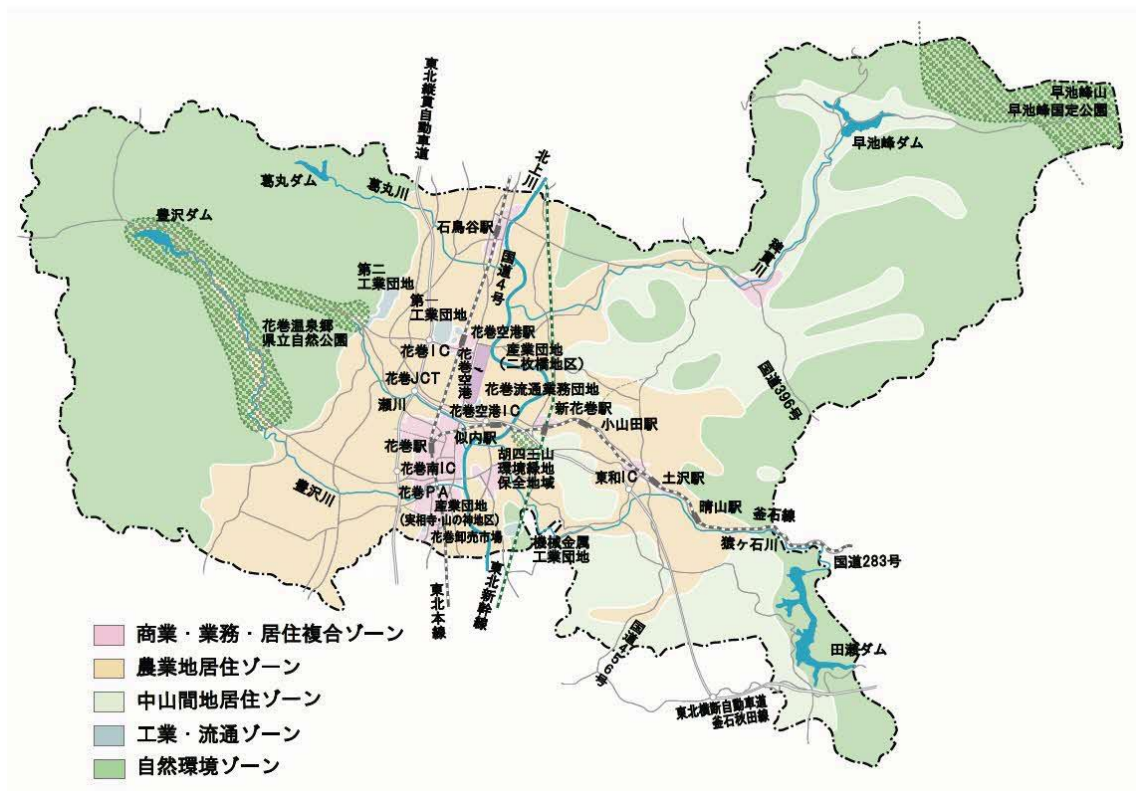 早池峰山
早池峰国定公園
早池峰ダム
東北縦貫自動車道
北上川
葛丸ダム
葛丸川
豊沢ダム
石鳥谷駅
国道4号
稗貫川
第二
工業団地
第一
工業団地
花巻温泉郷
県立自然公園
花巻空港駅
花巻IC
花巻空港
産業団地
(二枚橋地区)
国道396号
花巻JCT
花巻流通業務団地
瀬川
花巻空港IC
新花巻駅
小山田駅
花巻駅
似内駅
胡四王山
環境緑地
保全地域
花巻南IC
東和IC
土沢駅
豊沢川
花巻PA
産業団地
(実相寺・山の神地区)
花巻卸売市場
晴山駅
釜石線
猿ヶ石川
機械金属
工業団地
国道283号
東北本線
東北新幹線
国道456号
田瀬ダム
東北横断自動車道
釜石秋田線
商業・業務・居住複合ゾーン
農業地居住ゾーン
中山間地居住ゾーン
工業・流通ゾーン
自然環境ゾーン